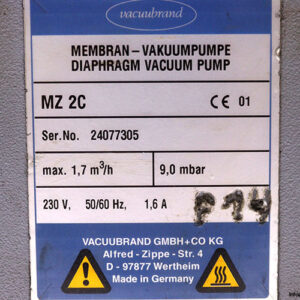 vacuubrand
MEMBRAN-VAKUUMPUMPE
DIAPHRAGM VACUUM PUMP
MZ 2C CE 01
Ser.No. 24077305
max. 1,7 m³/h 9,0 mbar
230 V, 50/60 Hz, 1,6 A F 14
VACUUBRAND GMBH+CO KG
Alfred - Zippe - Str. 4
D - 97877 Wertheim
Made in Germany